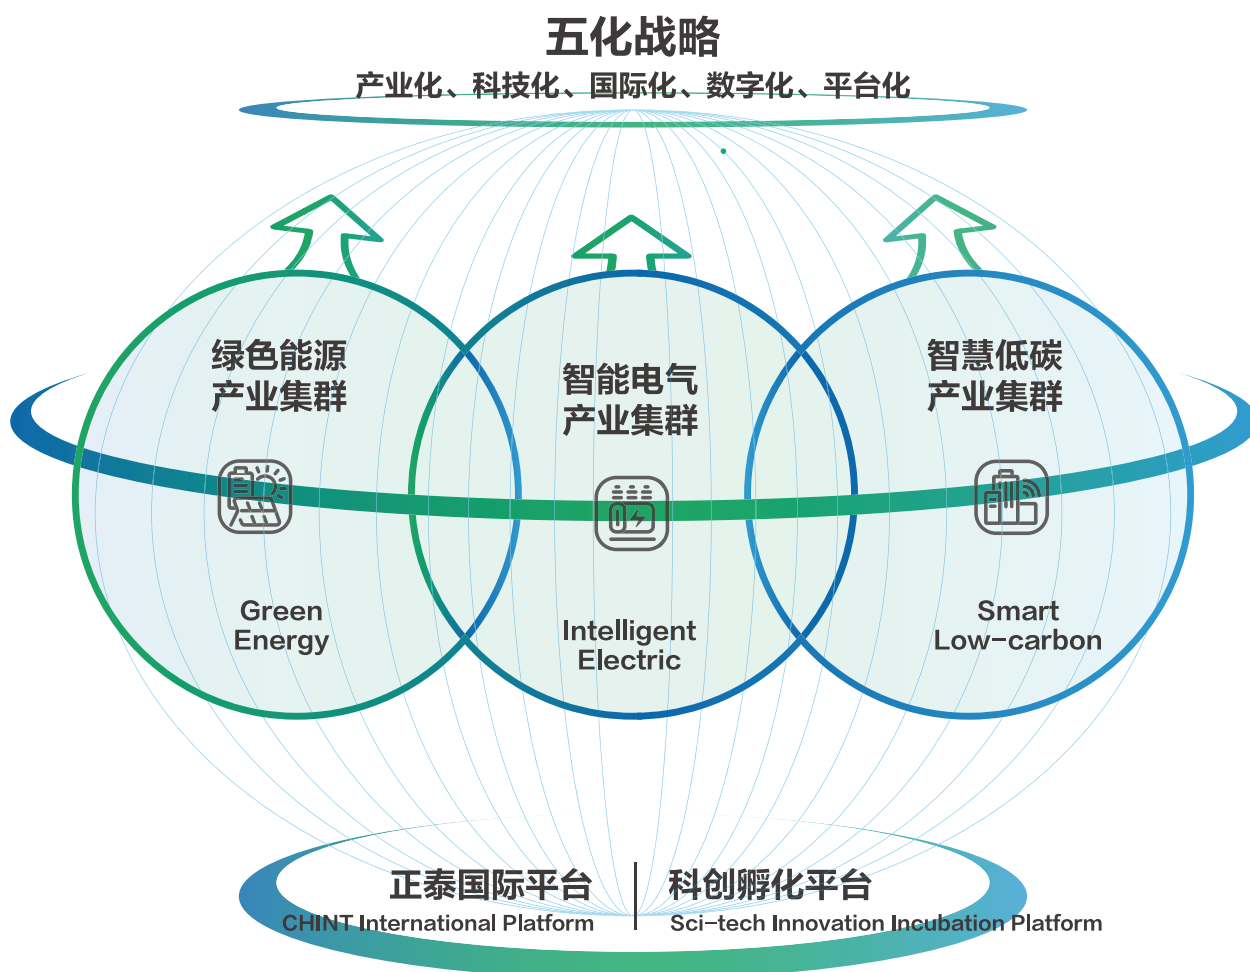 五化战略
产业化、科技化、国际化、数字化、平台化
绿色能源
产业集群
Green
Energy
智能电气
产业集群
Intelligent
Electric
智慧低碳
产业集群
Smart
Low-carbon
正泰国际平台
CHINT International Platform
科创孵化平台
Sci-tech Innovation Incubation Platform